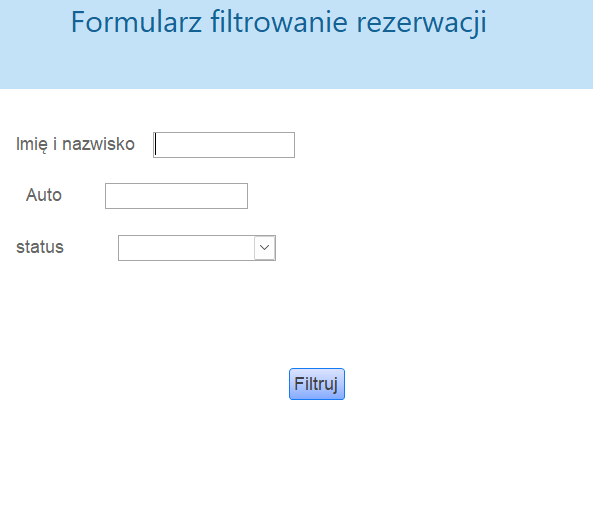 Formularz filtrowanie rezerwacji
Imię i nazwisko
Auto
status
Filtruj